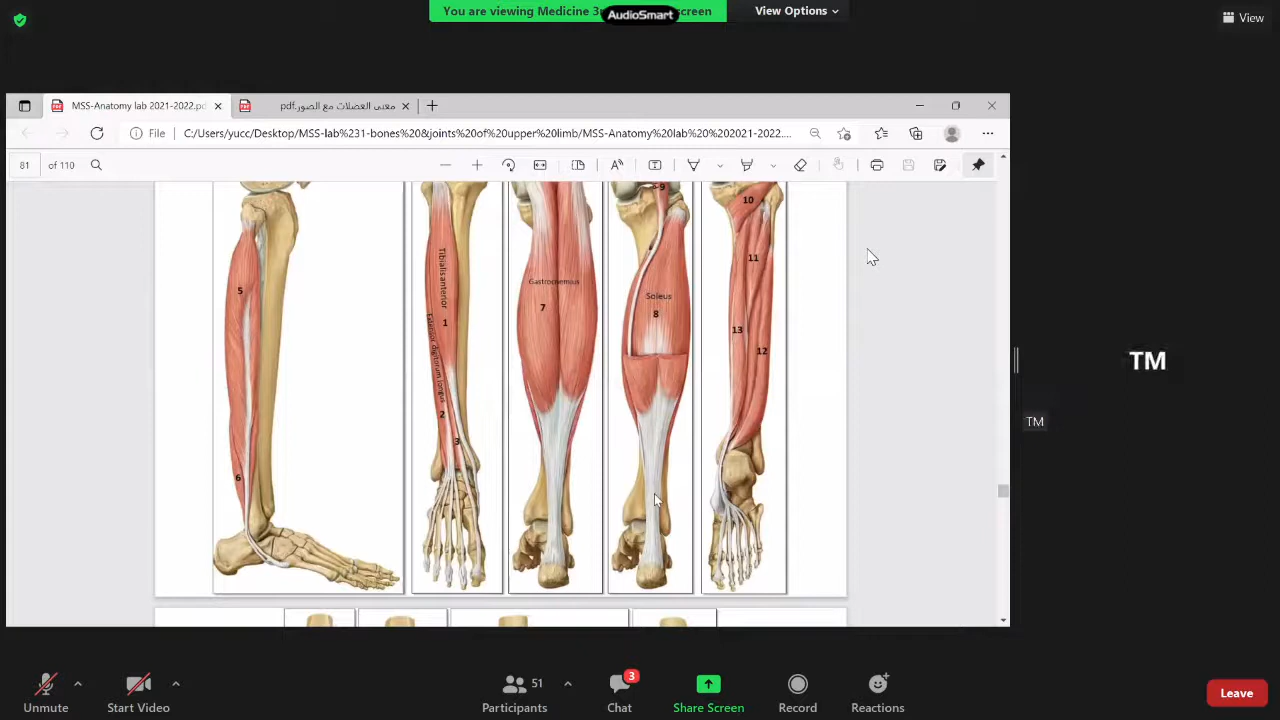 You are viewing Medicine 3
AudioSmart
screen
View Options
View
MSS-Anatomy lab 2021-2022.pd
معنى العضلات مع الصور.pdf
File
C:/Users/yucc/Desktop/MSS-lab%231-bones%20&joints%20of%20upper%20limb/MSS-Anatomy%20lab%20%202021-2022....
81 of 110
9
10
5
Tibialis anterior
11
Gastrocnemius
7
Soleus
8
1
13
Extensor digitorum longus
12
2
3
6
TM
TM
Unmute
Start Video
51
Participants
3
Chat
Share Screen
Record
Reactions
Leave